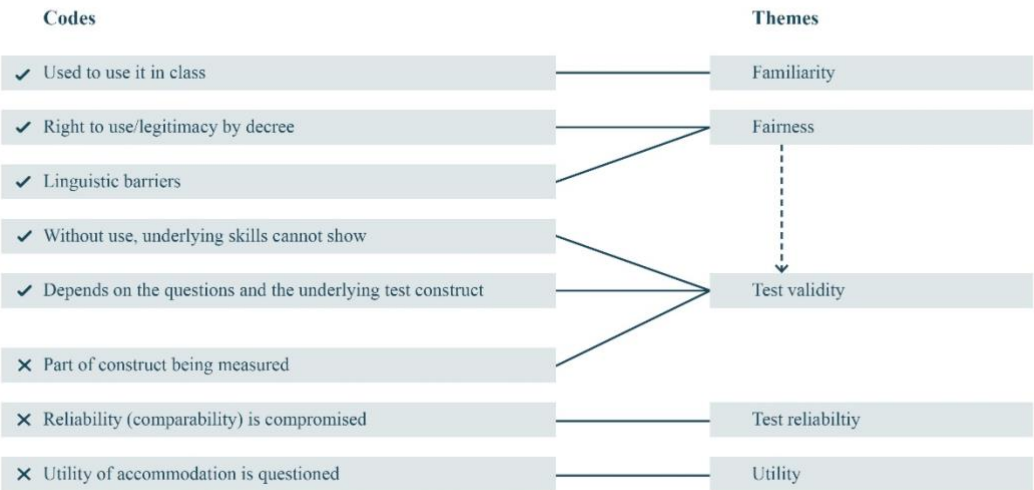 Codes Themes
✓ Used to use it in class Familiarity
✓ Right to use/legitimacy by decree Fairness
✓ Linguistic barriers
✓ Without use, underlying skills cannot show
✓ Depends on the questions and the underlying test construct Test validity
✕ Part of construct being measured
✕ Reliability (comparability) is compromised Test reliabiltiy
✕ Utility of accommodation is questioned Utility